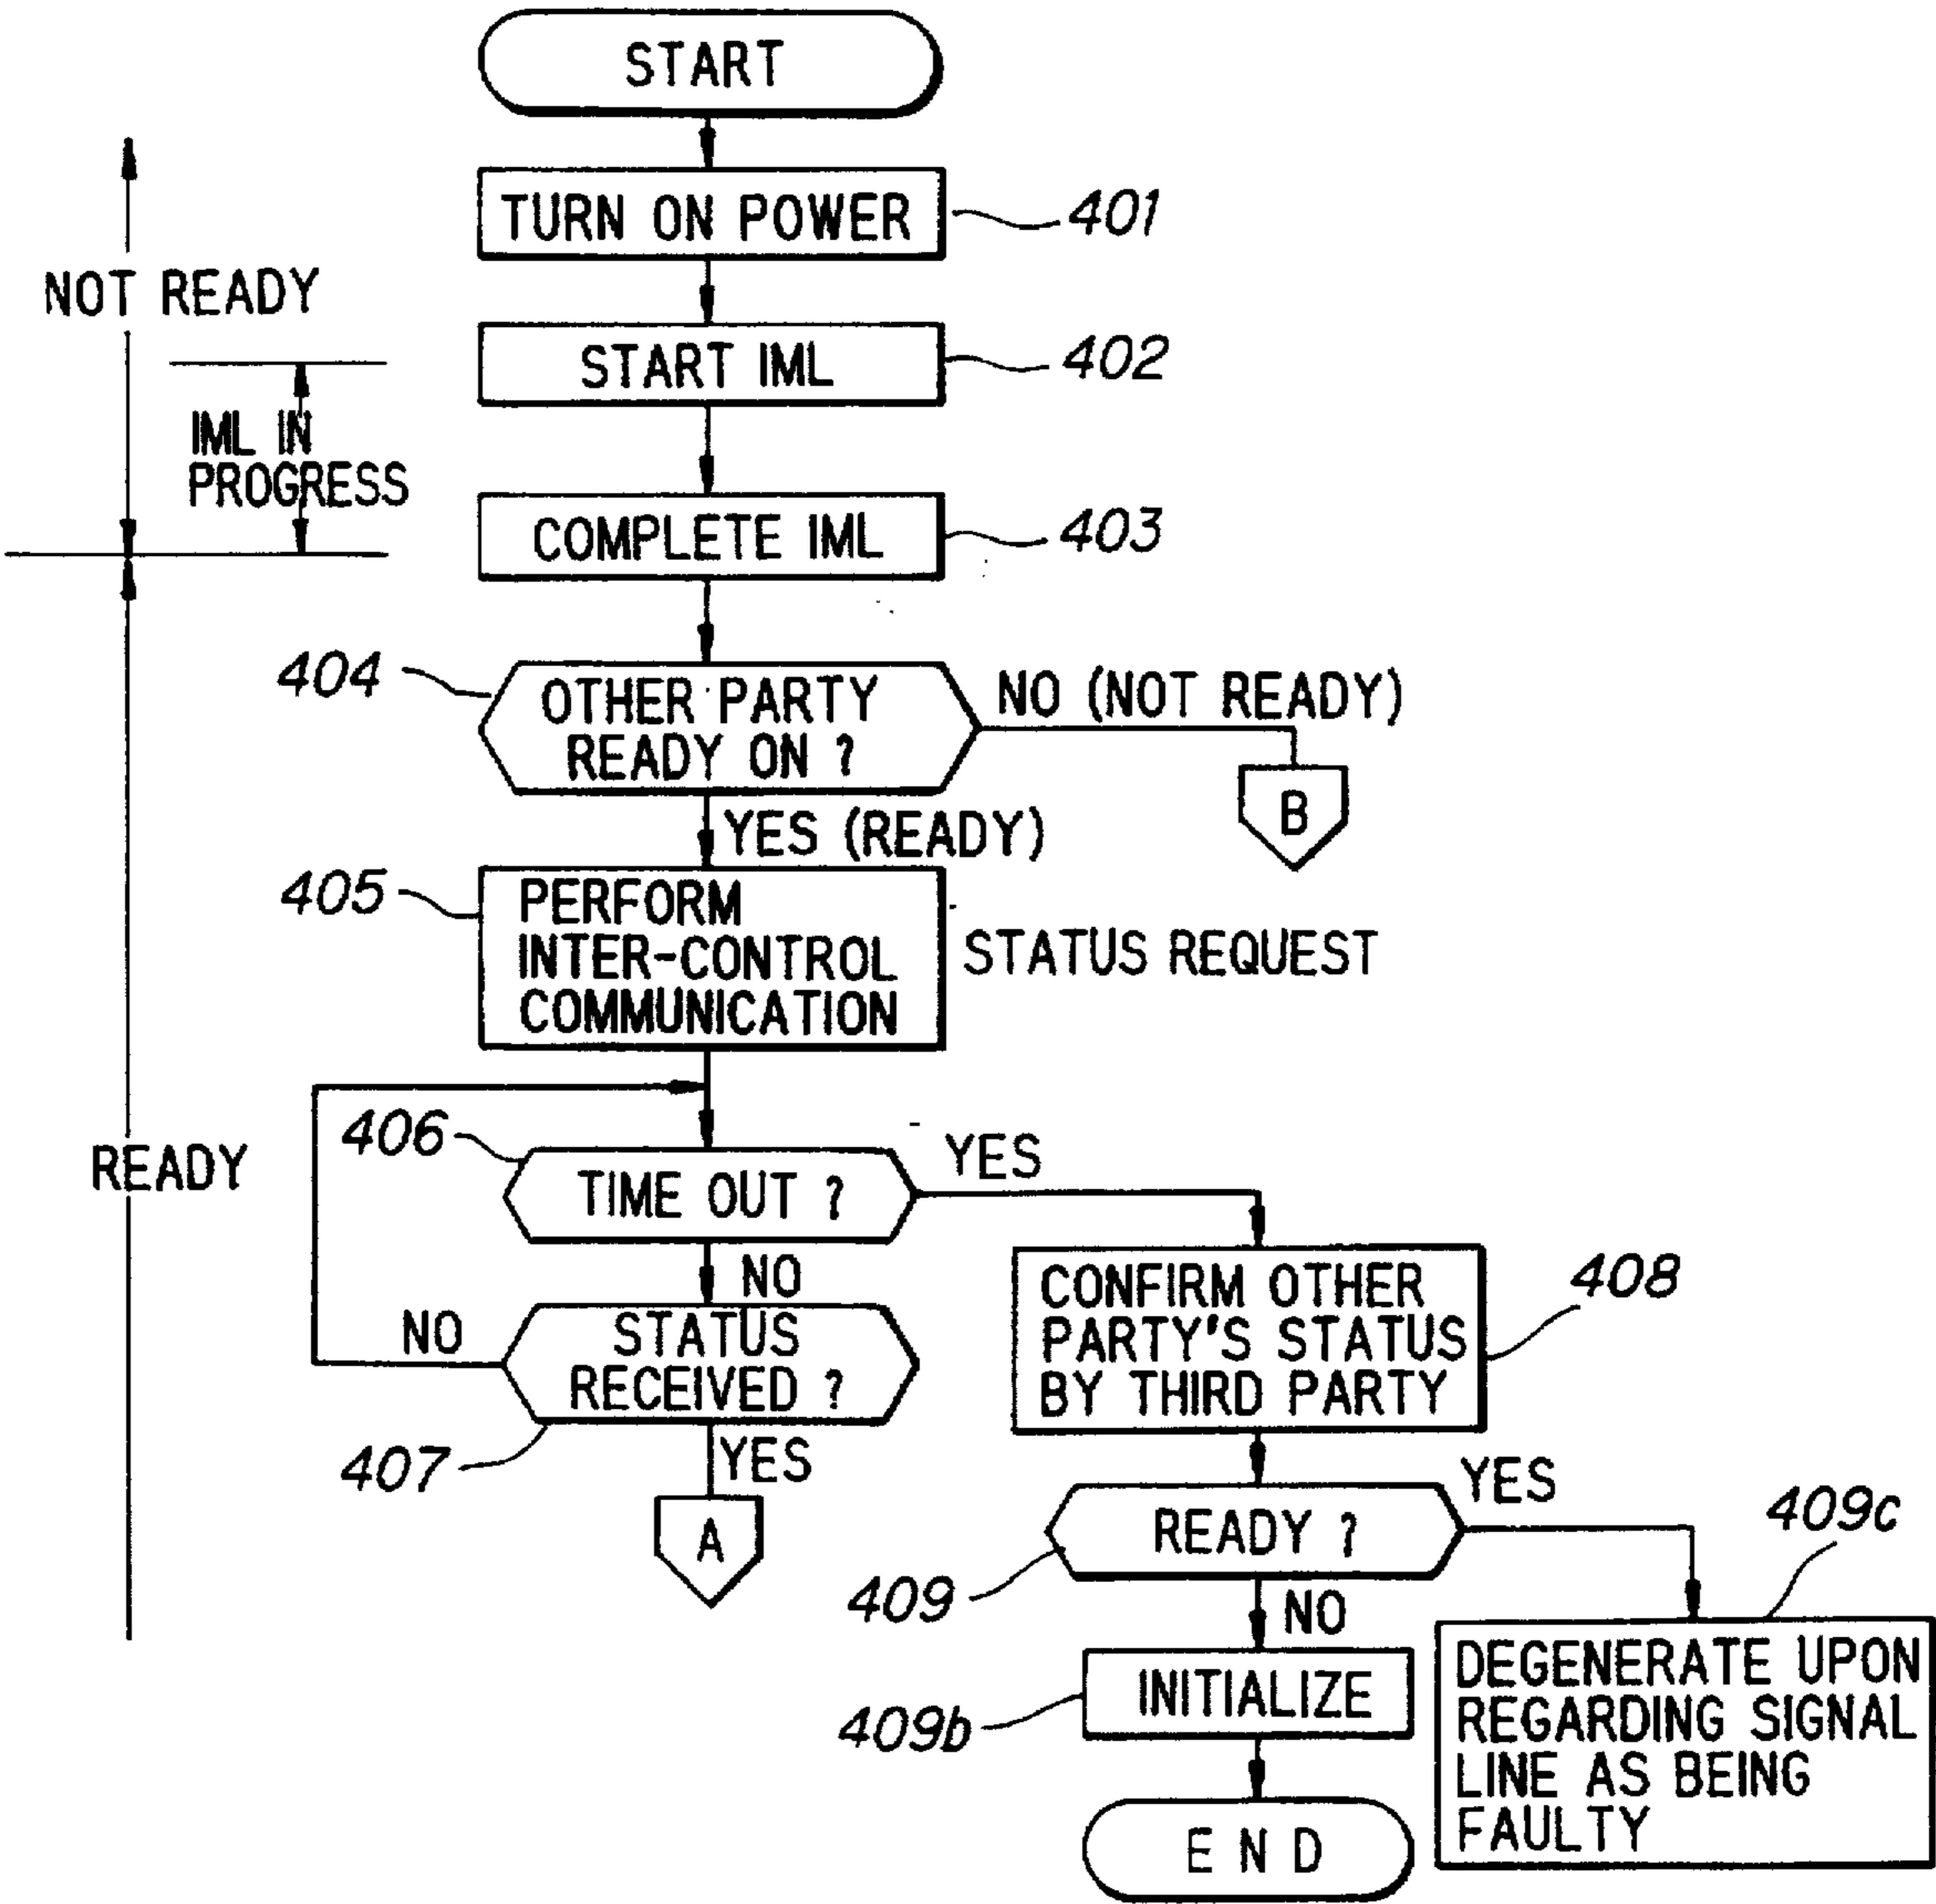 START
TURN ON POWER
401
NOT READY
START IML
402
IML IN
PROGRESS
COMPLETE IML
403
404
OTHER PARTY
READY ON ?
NO (NOT READY)
B
YES (READY)
405
PERFORM
INTER-CONTROL
COMMUNICATION
STATUS REQUEST
READY
406
TIME OUT ?
YES
NO
CONFIRM OTHER
PARTY'S STATUS
BY THIRD PARTY
408
NO
STATUS
RECEIVED ?
407
YES
A
READY ?
YES
409
409c
NO
INITIALIZE
409b
DEGENERATE UPON
REGARDING SIGNAL
LINE AS BEING
FAULTY
END